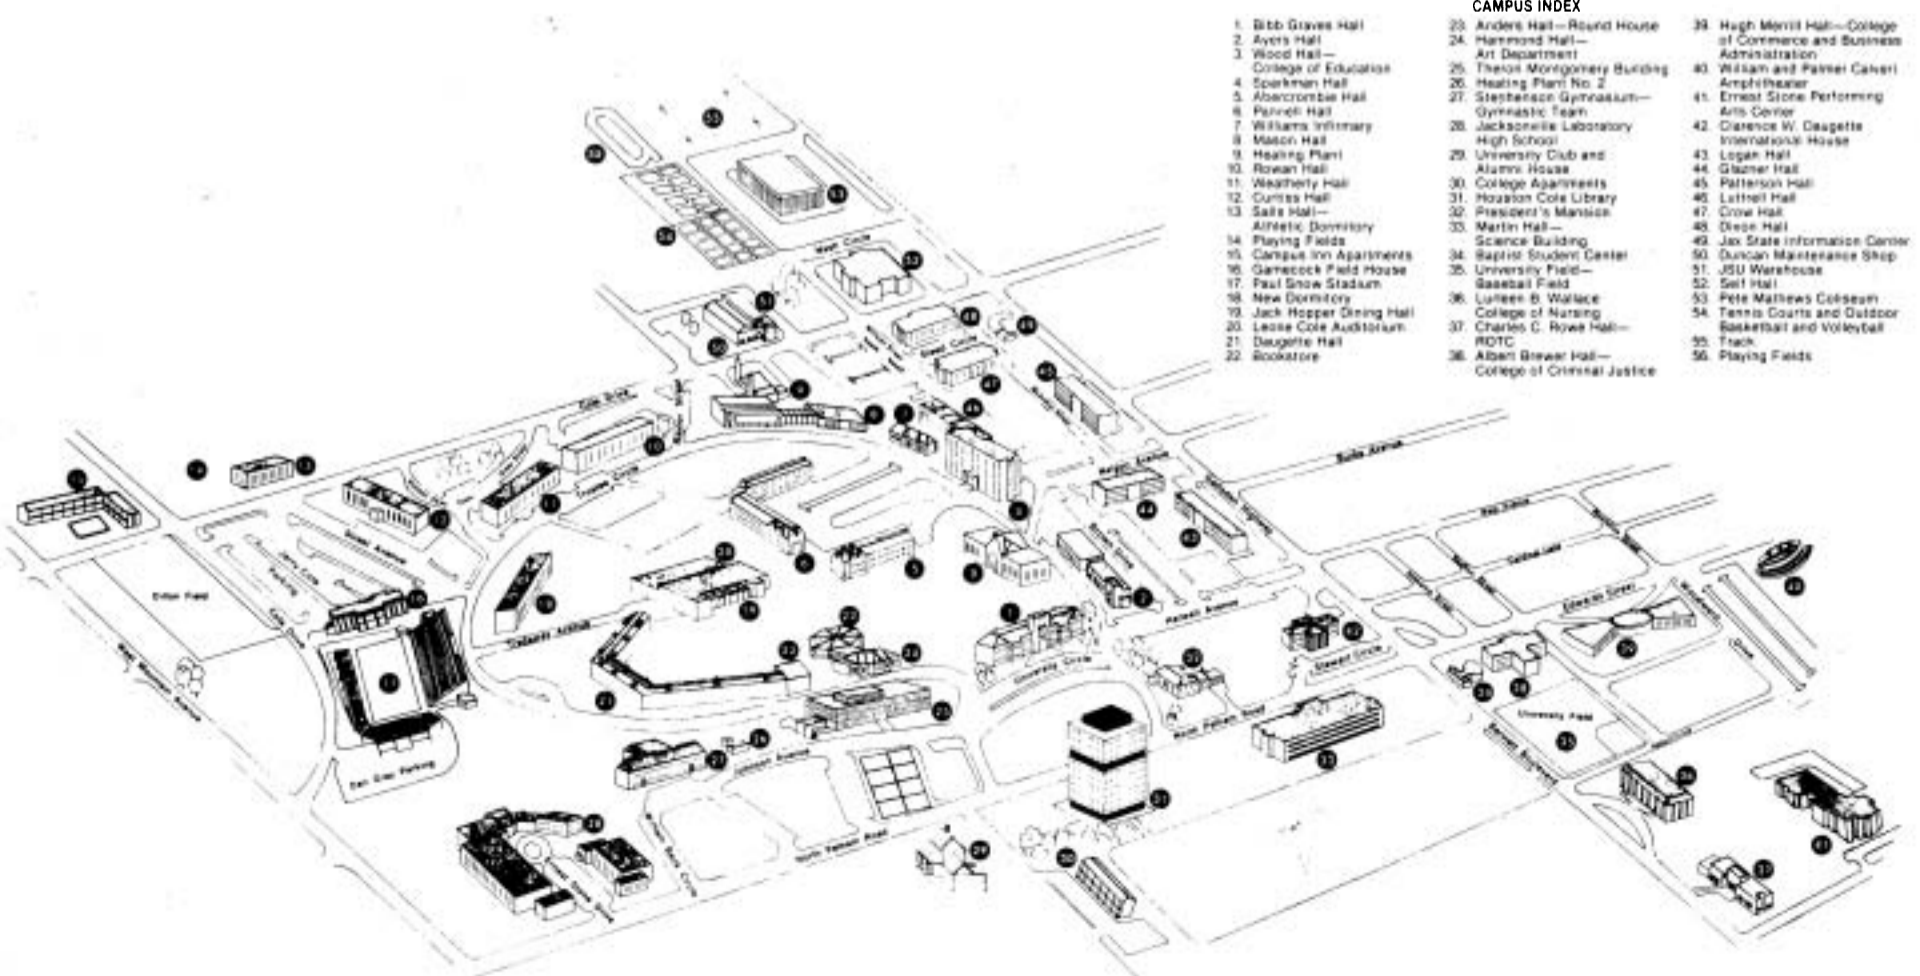 CAMPUS INDEX
1. Bibb Graves Hall
2. Ayers Hall
3. Wood Hall—
College of Education
4. Sparkman Hall
5. Abercrombie Hall
6. Pannell Hall
7. Williams Infirmary
8. Mason Hall
9. Heating Plant
10. Rowan Hall
11. Weatherly Hall
12. Curtiss Hall
13. Salls Hall—
Athletic Dormitory
14. Playing Fields
15. Campus Inn Apartments
16. Gamecock Field House
17. Paul Snow Stadium
18. New Dormitory
19. Jack Hopper Dining Hall
20. Leone Cole Auditorium
21. Daugette Hall
22. Bookstore
23. Anders Hall—Round House
24. Hammond Hall—
Art Department
25. Theron Montgomery Building
26. Heating Plant No. 2
27. Stephenson Gymnasium—
Gymnastic Team
28. Jacksonville Laboratory
High School
29. University Club and
Alumni House
30. College Apartments
31. Houston Cole Library
32. President's Mansion
33. Martin Hall—
Science Building
34. Baptist Student Center
35. University Field—
Baseball Field
36. Lurleen B. Wallace
College of Nursing
37. Charles C. Rowe Hall—
ROTC
38. Albert Brewer Hall—
College of Criminal Justice
39. Hugh Merrill Hall—College
of Commerce and Business
Administration
40. William and Palmer Calvert
Amphitheater
41. Ernest Stone Performing
Arts Center
42. Clarence W. Daugette
International House
43. Logan Hall
44. Glazner Hall
45. Patterson Hall
46. Luttrell Hall
47. Crow Hall
48. Dixon Hall
49. Jax State Information Center
50. Duncan Maintenance Shop
51. JSU Warehouse
52. Self Hall
53. Pete Mathews Coliseum
54. Tennis Courts and Outdoor
Basketball and Volleyball
55. Track
56. Playing Fields
Circle
Cole Drive
Trustee Circle
Avenue
Dillon Field
Parking
West Mountain Avenue
Trustee Avenue
University Circle
Stewart Circle
North Pelham Road
University Field
Parking
North Pelham Road